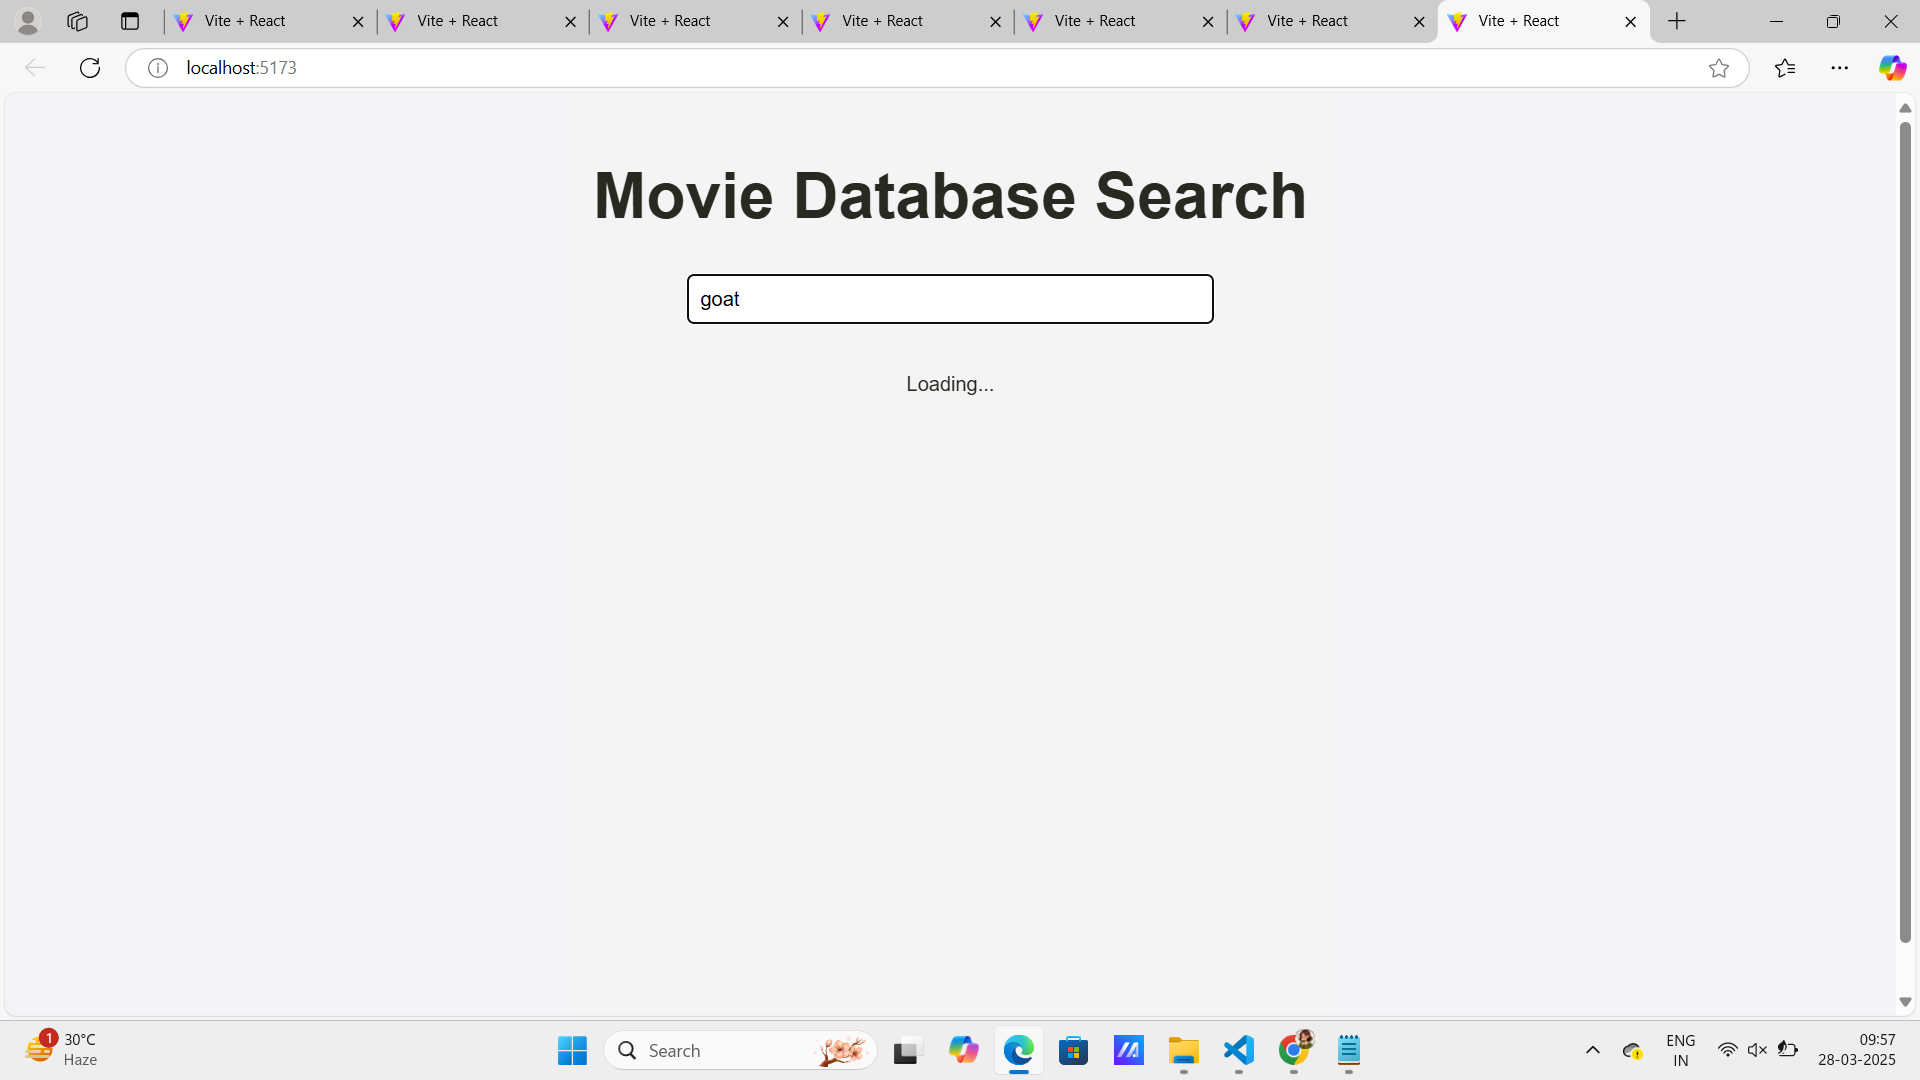 Vite + React
Vite + React
Vite + React
Vite + React
Vite + React
Vite + React
Vite + React
localhost:5173
Movie Database Search
goat
Loading...
1
30°C
Haze
Search
ENG
IN
09:57
28-03-2025